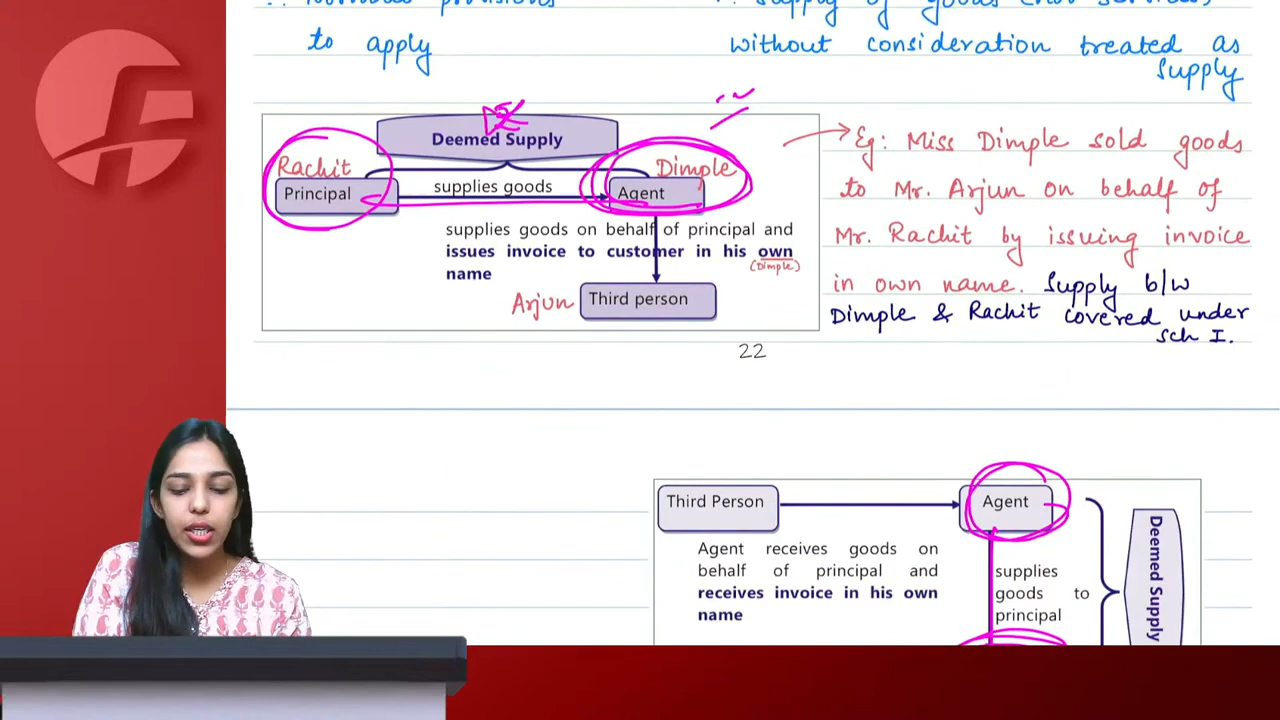 to apply
without consideration treated as
supply
Deemed Supply
Rachit
Dimple
Principal
supplies goods
Agent
supplies goods on behalf of principal and
issues invoice to customer in his own
name
(Dimple)
Arjun
Third person
Eg: Miss Dimple sold goods
to Mr. Arjun on behalf of
Mr. Rachit by issuing invoice
in own name. Supply b/w
Dimple & Rachit covered under
Sch I.
22
Third Person
Agent
Agent receives goods on
behalf of principal and
receives invoice in his own
name
supplies
goods to
principal
Deemed Supply